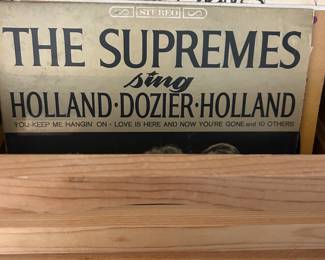 STEREO
THE SUPREMES
sing
HOLLAND·DOZIER·HOLLAND
YOU KEEP ME HANGIN' ON · LOVE IS HERE AND NOW YOU'RE GONE and 10 OTHERS